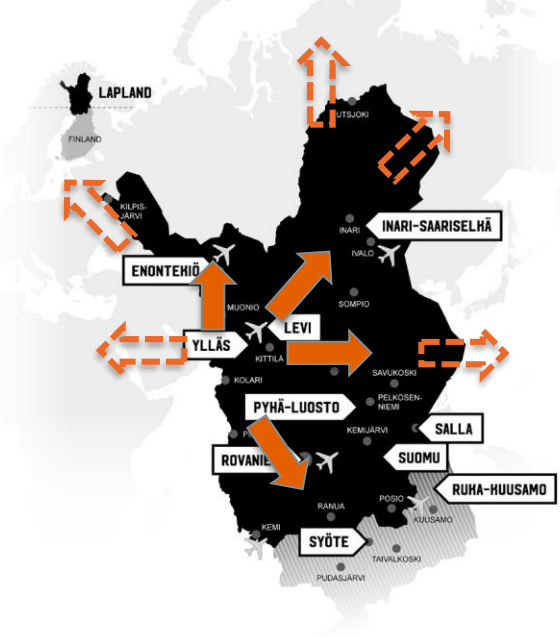 LAPLAND
FINLAND
UTSJOKI
KILPIS-
JÄRVI
INARI
INARI-SAARISELKÄ
IVALO
ENONTEKIÖ
SOMPIO
MUONIO
LEVI
YLLÄS
KITTILÄ
KOLARI
SAVUKOSKI
PELKOSEN-
NIEMI
PYHÄ-LUOSTO
SALLA
KEMIJÄRVI
SUOMU
RUKA-KUUSAMO
RANUA
POSIO
KUUSAMO
KEMI
SYÖTE
TAIVALKOSKI
PUDASJÄRVI